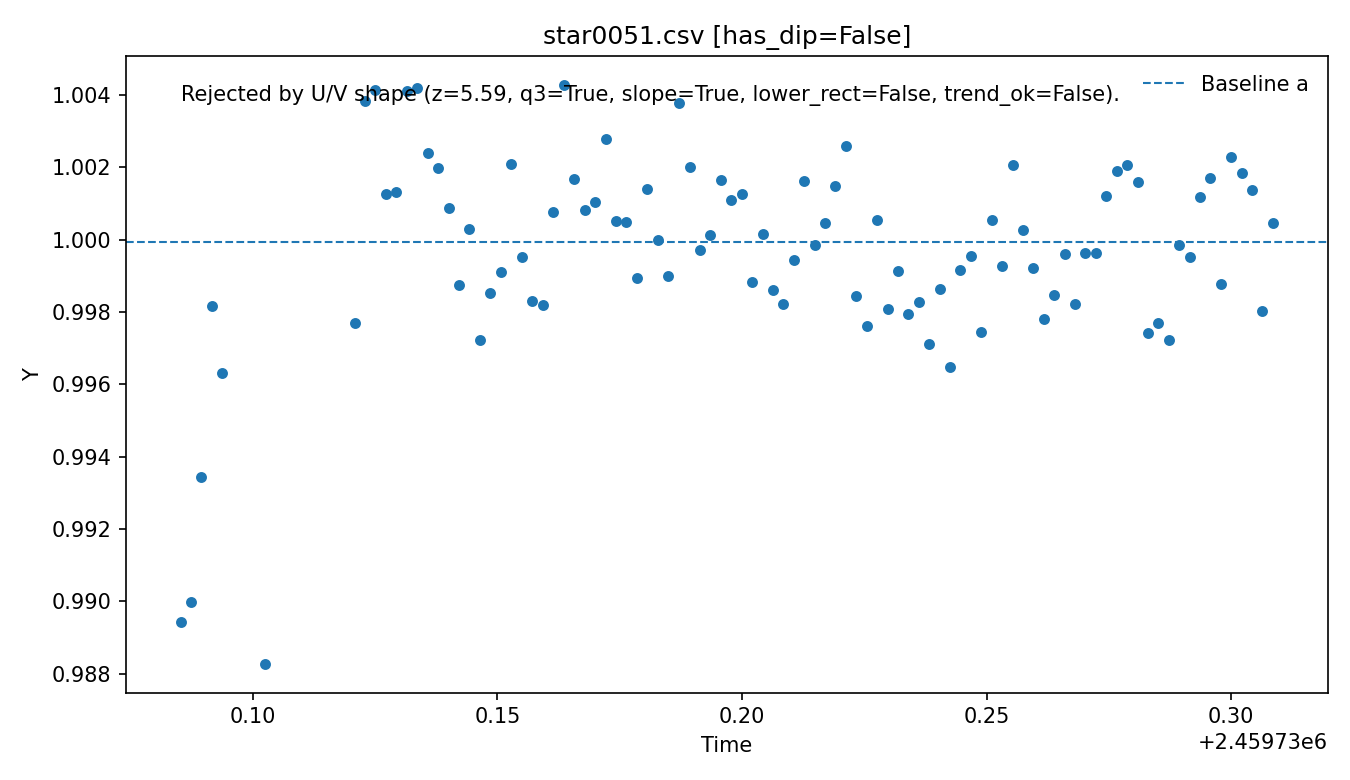 star0051.csv [has_dip=False]
Rejected by U/V shape (z=5.59, q3=True, slope=True, lower_rect=False, trend_ok=False).
Baseline a
1.004
1.002
1.000
0.998
0.996
0.994
0.992
0.990
0.988
Y
0.10 0.15 0.20 0.25 0.30
Time
+2.45973e6